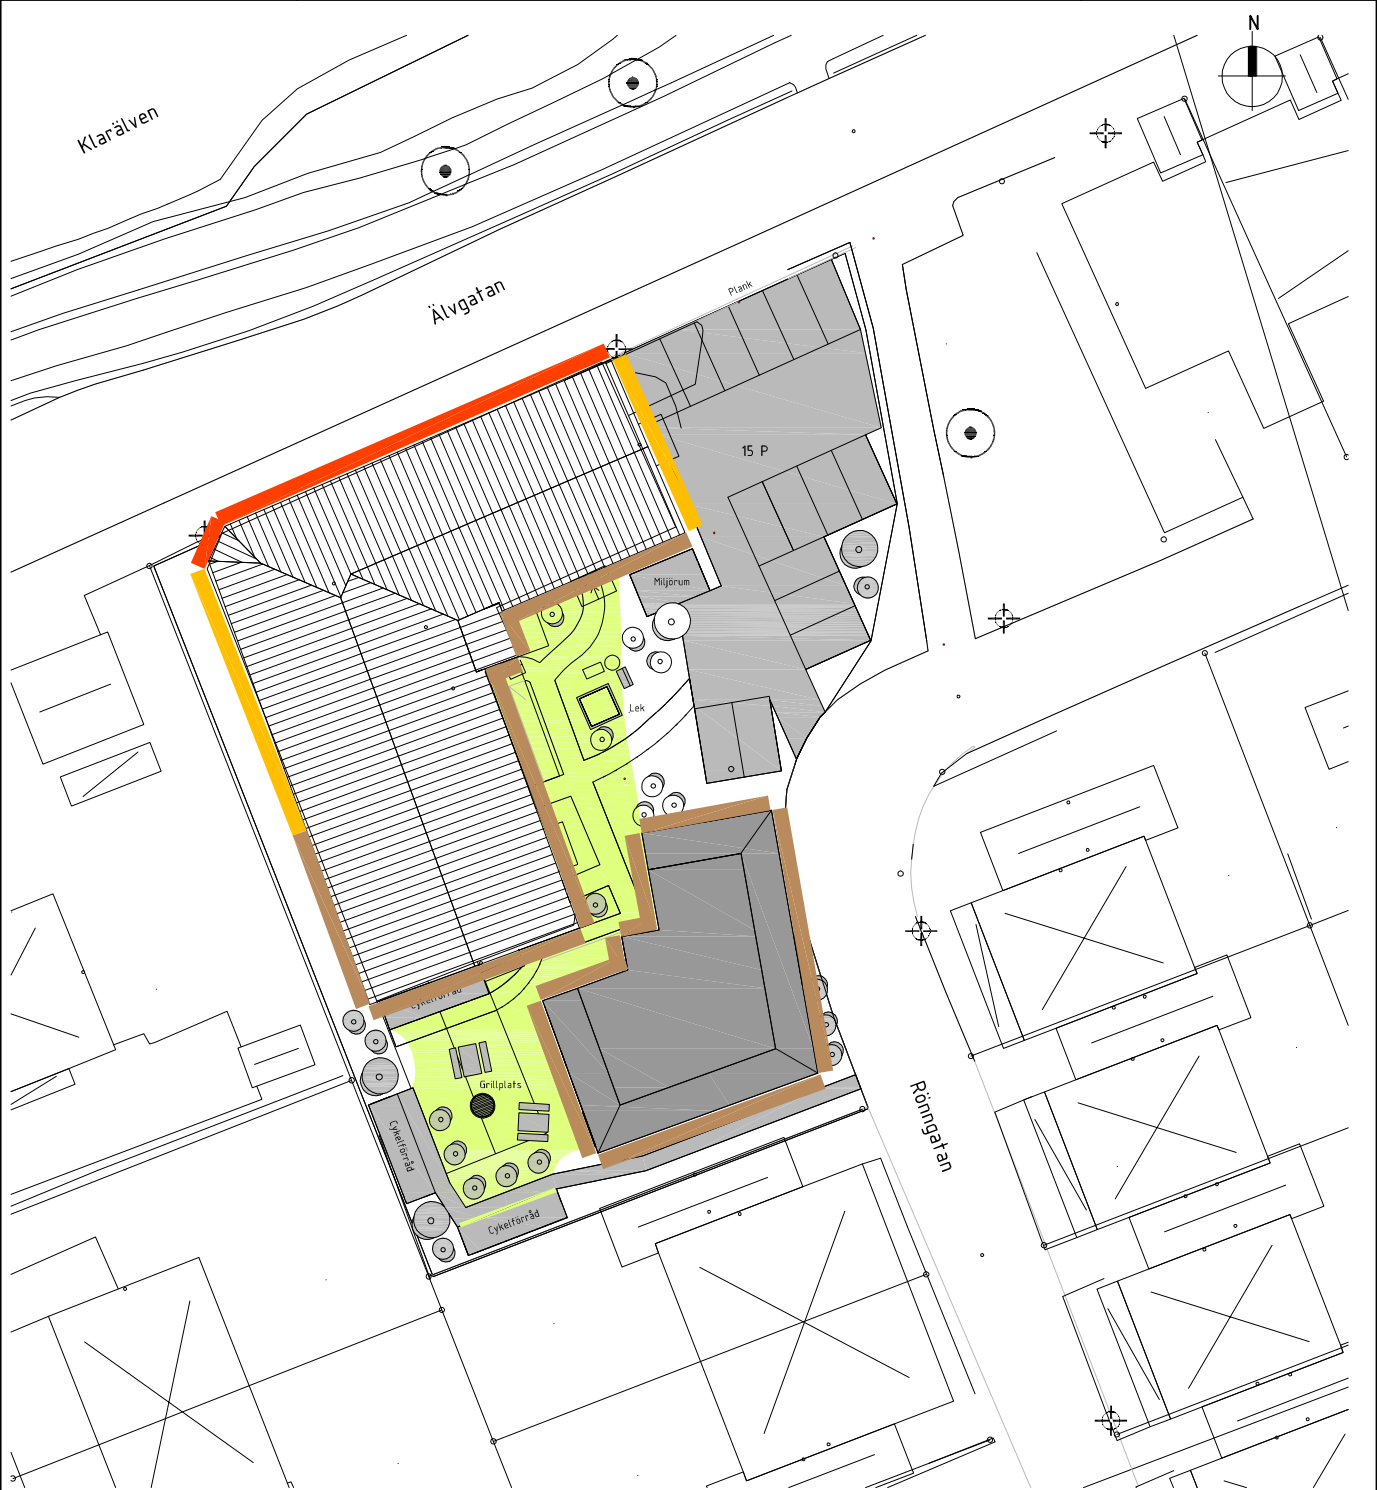 N
Klarälven
Älvgatan
Plank
15 P
Miljörum
Lek
Cykelförråd
Grillplats
Cykelförråd
Cykelförråd
Rönngatan